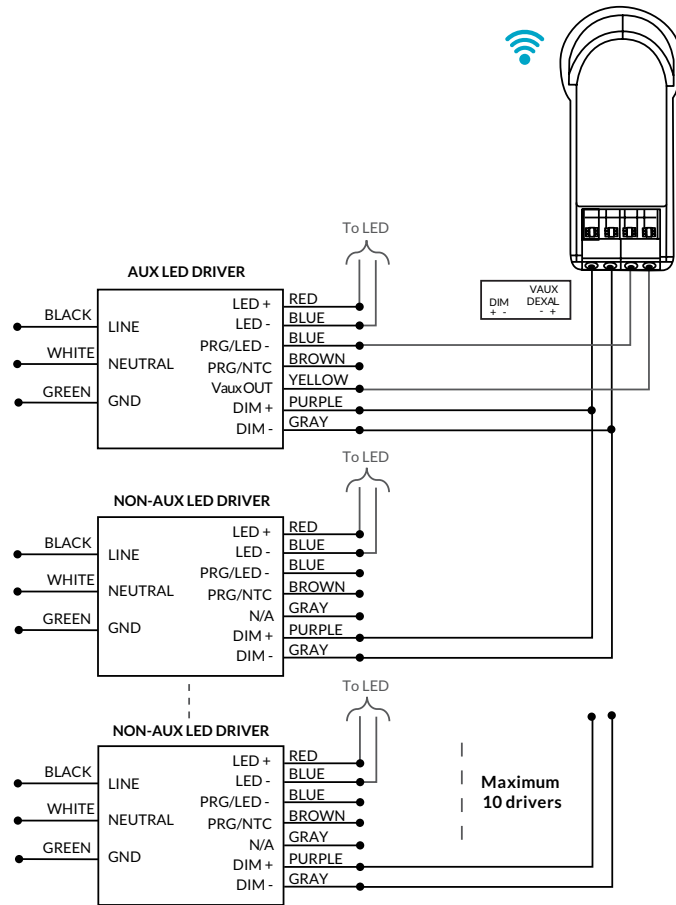 To LED
AUX LED DRIVER
BLACK
WHITE
GREEN
LINE
NEUTRAL
GND
LED +
LED -
PRG/LED -
PRG/NTC
VauxOUT
DIM +
DIM -
RED
BLUE
BLUE
BROWN
YELLOW
PURPLE
GRAY
VAUX
DIM DEXAL
+ - - +
To LED
NON-AUX LED DRIVER
BLACK
WHITE
GREEN
LINE
NEUTRAL
GND
LED +
LED -
PRG/LED -
PRG/NTC
N/A
DIM +
DIM -
RED
BLUE
BLUE
BROWN
GRAY
PURPLE
GRAY
To LED
NON-AUX LED DRIVER
BLACK
WHITE
GREEN
LINE
NEUTRAL
GND
LED +
LED -
PRG/LED -
PRG/NTC
N/A
DIM +
DIM -
RED
BLUE
BLUE
BROWN
GRAY
PURPLE
GRAY
Maximum
10 drivers